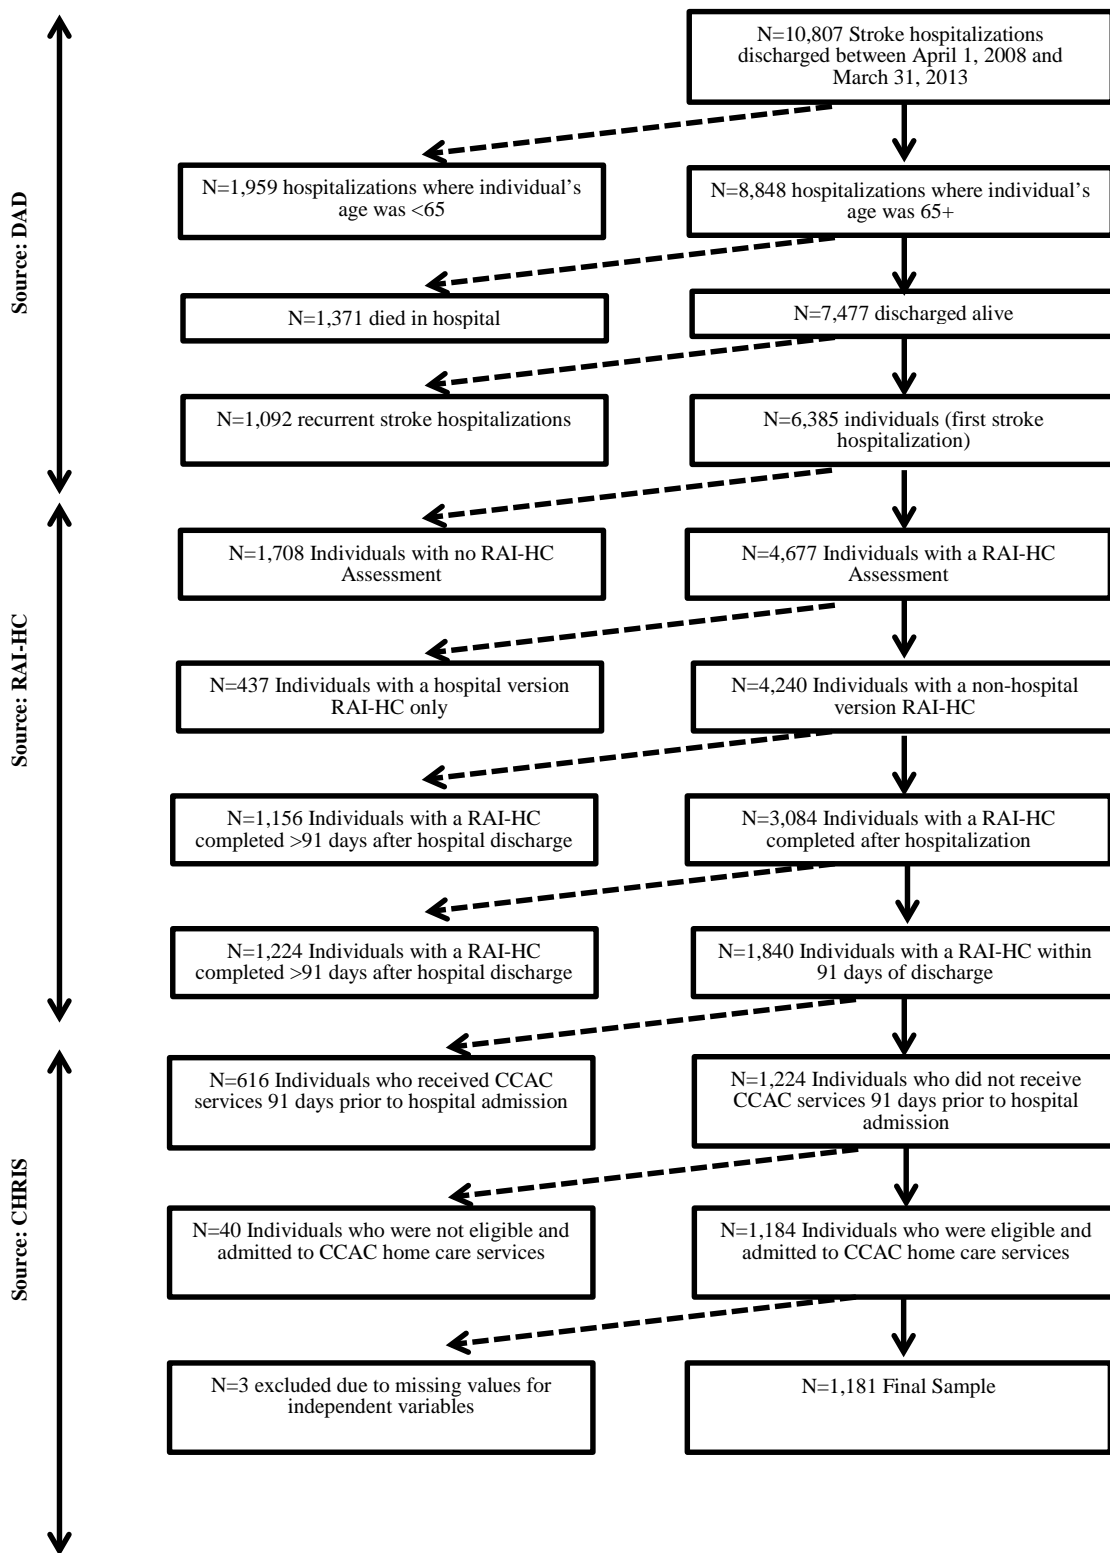 N=10,807 Stroke hospitalizations
discharged between April 1, 2008 and
March 31, 2013
Source: DAD
N=1,959 hospitalizations where individual’s
age was <65
N=8,848 hospitalizations where individual’s
age was 65+
N=1,371 died in hospital
N=7,477 discharged alive
N=1,092 recurrent stroke hospitalizations
N=6,385 individuals (first stroke
hospitalization)
Source: RAI-HC
N=1,708 Individuals with no RAI-HC
Assessment
N=4,677 Individuals with a RAI-HC
Assessment
N=437 Individuals with a hospital version
RAI-HC only
N=4,240 Individuals with a non-hospital
version RAI-HC
N=1,156 Individuals with a RAI-HC
completed >91 days after hospital discharge
N=3,084 Individuals with a RAI-HC
completed after hospitalization
N=1,224 Individuals with a RAI-HC
completed >91 days after hospital discharge
N=1,840 Individuals with a RAI-HC within
91 days of discharge
Source: CHRIS
N=616 Individuals who received CCAC
services 91 days prior to hospital admission
N=1,224 Individuals who did not receive
CCAC services 91 days prior to hospital
admission
N=40 Individuals who were not eligible and
admitted to CCAC home care services
N=1,184 Individuals who were eligible and
admitted to CCAC home care services
N=3 excluded due to missing values for
independent variables
N=1,181 Final Sample